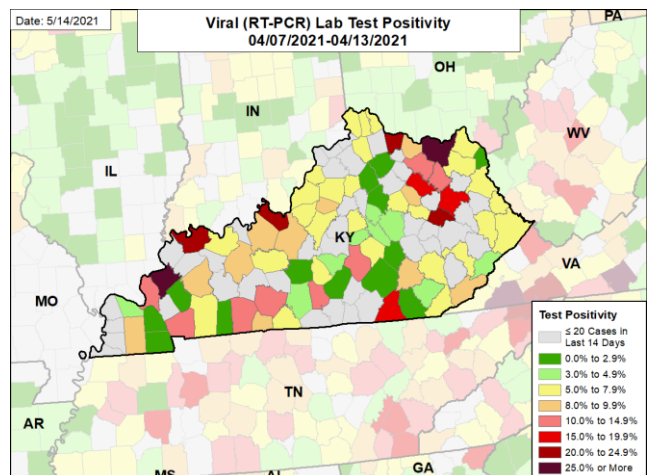 Date: 5/14/2021
Viral (RT-PCR) Lab Test Positivity
04/07/2021-04/13/2021
PA
OH
IN
WV
IL
KY
VA
MO
TN
AR
MS
AL
GA
Test Positivity
≤ 20 Cases in
Last 14 Days
0.0% to 2.9%
3.0% to 4.9%
5.0% to 7.9%
8.0% to 9.9%
10.0% to 14.9%
15.0% to 19.9%
20.0% to 24.9%
25.0% or More